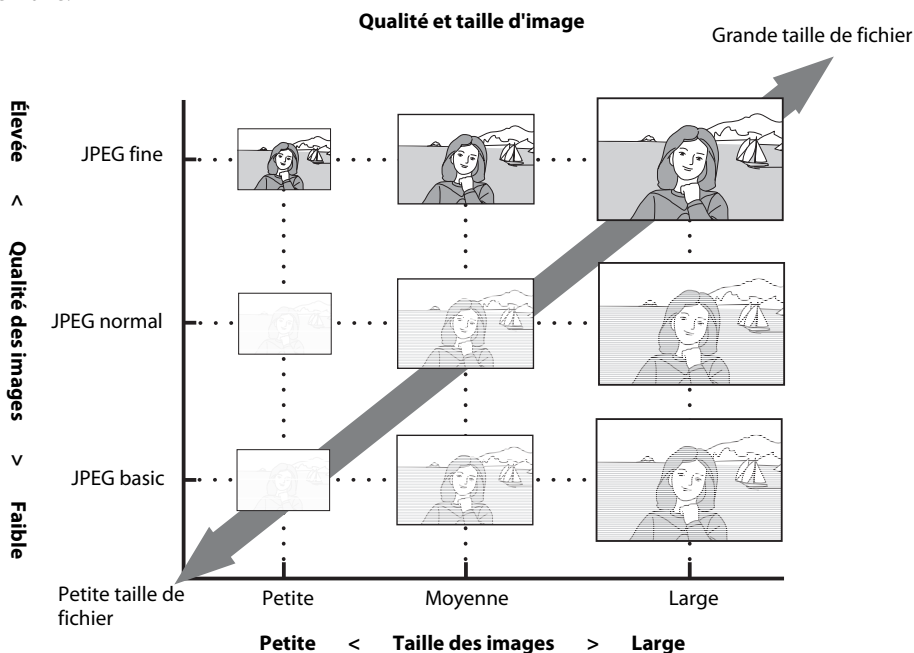 Qualité et taille d'image
Grande taille de fichier
Élevée < Qualité des images > Faible
JPEG fine
JPEG normal
JPEG basic
Petite taille de
fichier
Petite Moyenne Large
Petite < Taille des images > Large